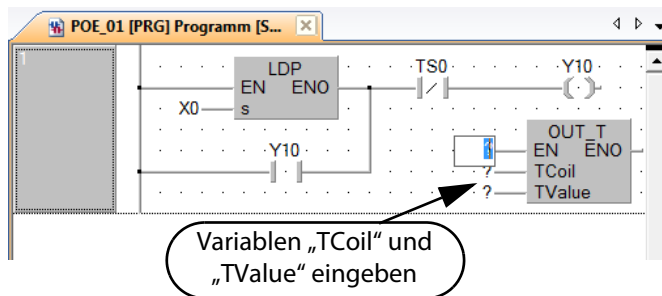 POE_01 [PRG] Programm [S...
1
LDP
TS0
Y10
EN ENO
X0
s
Y10
OUT_T
?
EN ENO
?
TCoil
?
TValue
Variablen „TCoil“ und
„TValue“ eingeben